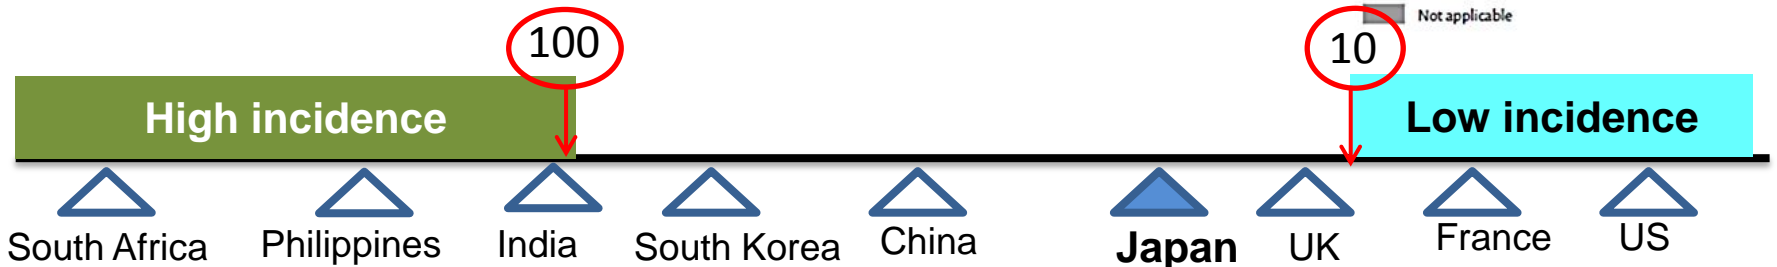 Not applicable
100
10
High incidence
Low incidence
South Africa
Philippines
India
South Korea
China
Japan
UK
France
US